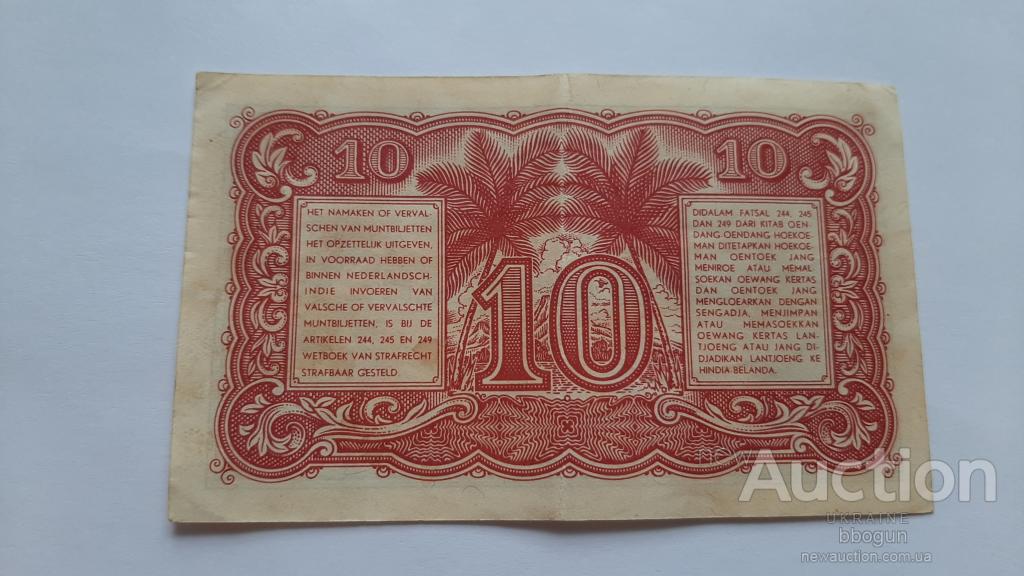 10
10
HET NAMAKEN OF VERVAL-
SCHEN VAN MUNTBILJETTEN
HET OPZETTELIJK UITGEVEN,
IN VOORRAAD HEBBEN OF
BINNEN NEDERLANDSCH-
INDIE INVOEREN VAN
VALSCHE OF VERVALSCHTE
MUNTBILJETTEN, IS BIJ DE
ARTIKELEN 244, 245 EN 249
WETBOEK VAN STRAFRECHT
STRAFBAAR GESTELD.
10
DIDALAM FATSAL 244, 245
DAN 249 DARI KITAB OEN-
DANG OENDANG HOEKOE-
MAN DITETAPKAN HOEKOE-
MAN OENTOEK JANG
MENIROE ATAU MEMAL-
SOEKAN OEWANG KERTAS
DAN OENTOEK JANG
MENGLOEARKAN DENGAN
SENGADJA, MENJIMPAN
ATAU MEMASOEKKAN
OEWANG KERTAS LAN-
TJOENG ATAU JANG DI-
DJADIKAN LANTJOENG KE
HINDIA-BELANDA.
new Auction
UKRAINE
bbogun
newauction.com.ua